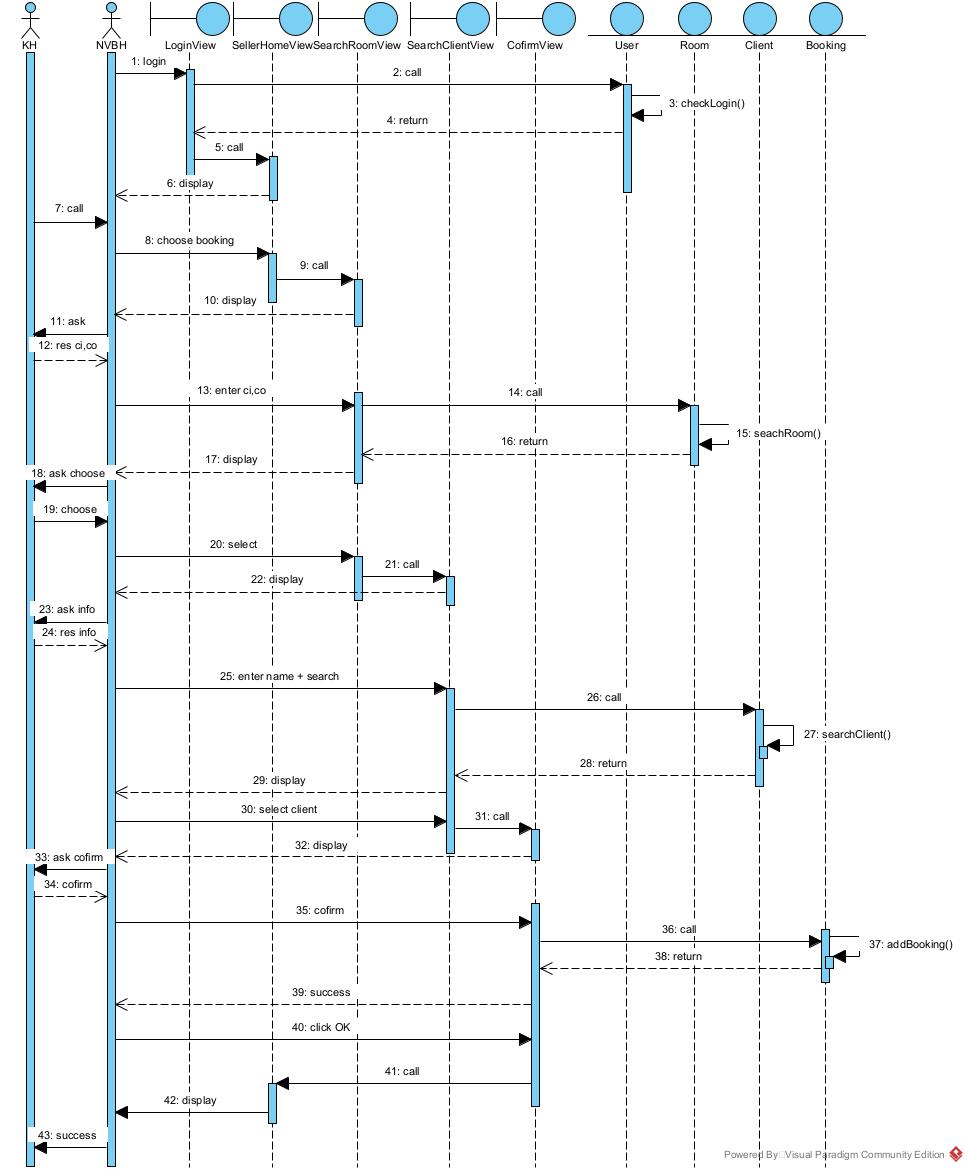 KH
NVBH
LoginView
SellerHomeView
SearchRoomView
SearchClientView
CofirmView
User
Room
Client
Booking
1: login
2: call
3: checkLogin()
4: return
5: call
6: display
7: call
8: choose booking
9: call
10: display
11: ask
12: res ci,co
13: enter ci,co
14: call
15: seachRoom()
16: return
17: display
18: ask choose
19: choose
20: select
21: call
22: display
23: ask info
24: res info
25: enter name + search
26: call
27: searchClient()
28: return
29: display
30: select client
31: call
32: display
33: ask cofirm
34: cofirm
35: cofirm
36: call
37: addBooking()
38: return
39: success
40: click OK
41: call
42: display
43: success
Powered By Visual Paradigm Community Edition